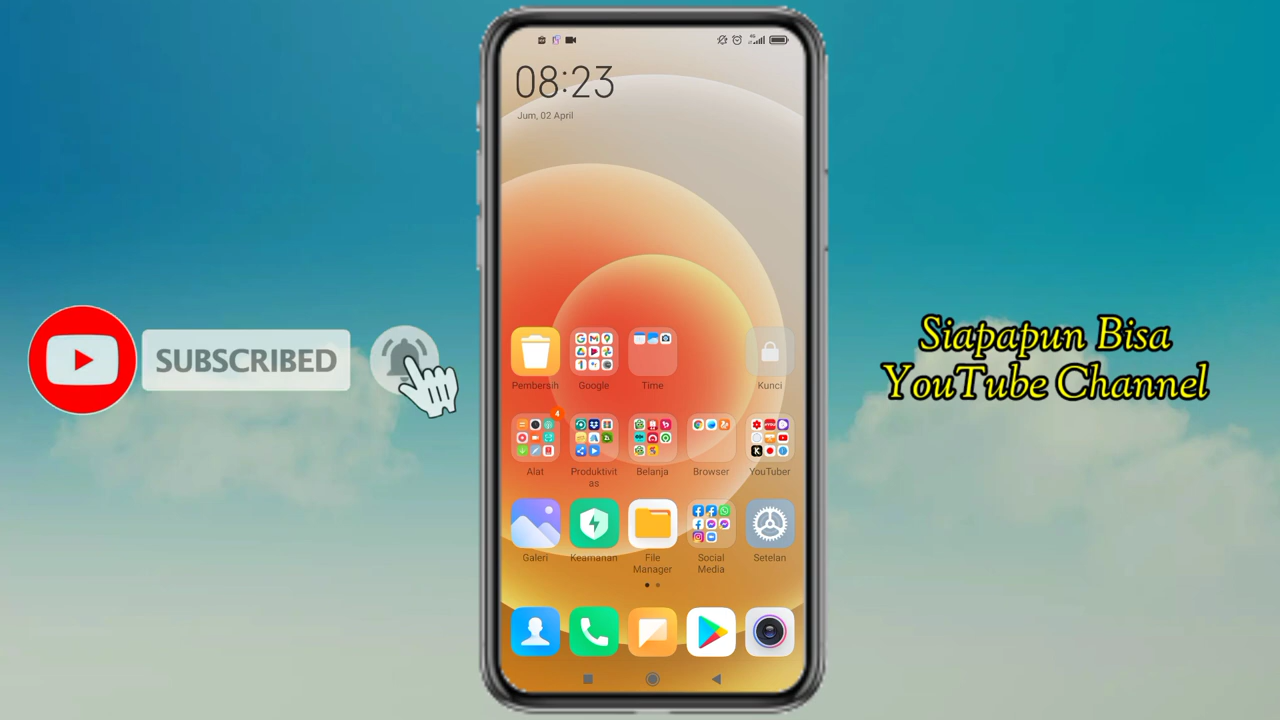 08:23
Jum, 02 April
SUBSCRIBED
Siapapun Bisa
YouTube Channel
Pembersih
Google
Time
Kunci
4
Alat
Produktivit
as
Belanja
Browser
YouTuber
Galeri
Keamanan
File
Manager
Social
Media
Setelan